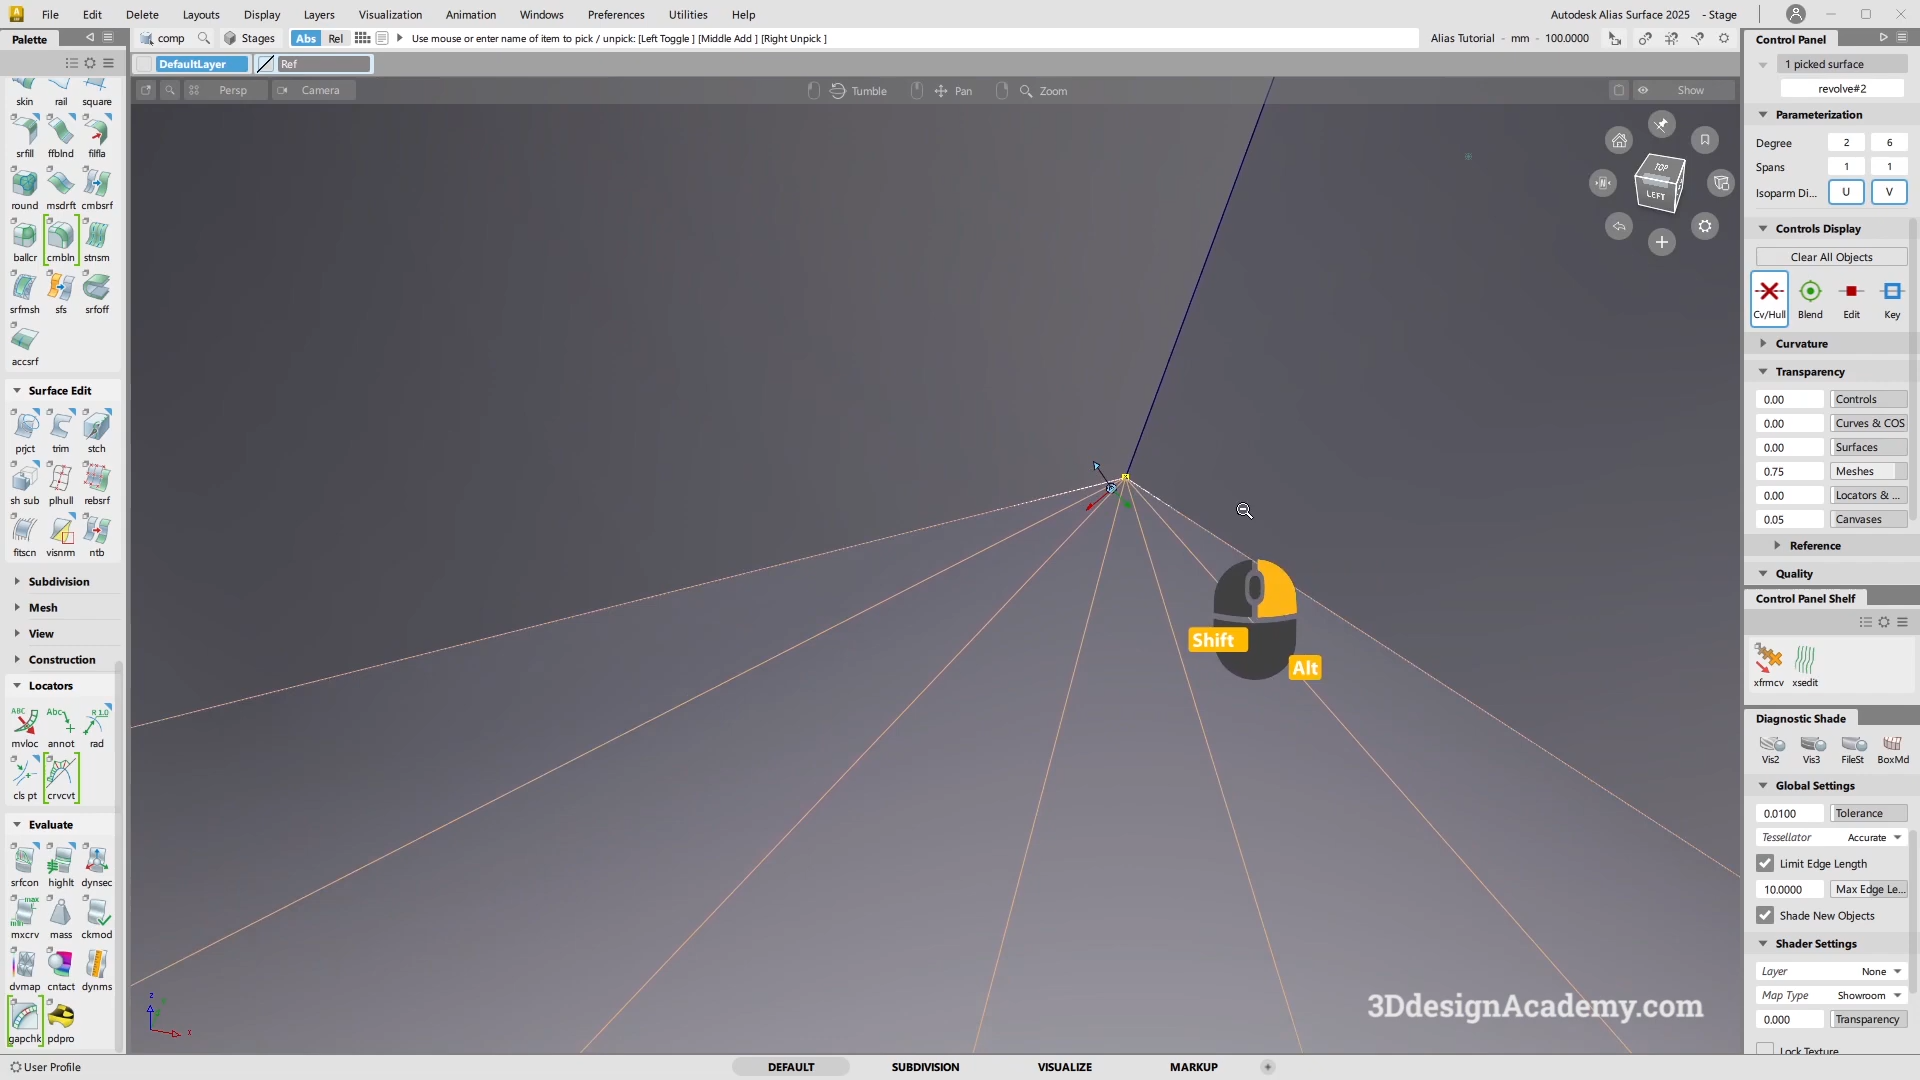 File Edit Delete Layouts Display Layers Visualization Animation Windows Preferences Utilities Help
Autodesk Alias Surface 2025 - Stage
Palette
comp Stages Abs Rel Use mouse or enter name of item to pick / unpick: [Left Toggle ] [Middle Add ] [Right Unpick ]
Alias Tutorial - mm - 100.0000
DefaultLayer Ref
Persp Camera Tumble Pan Zoom Show
TOP
LEFT
skin rail square
srfill ffblnd filfla
round msdrft cmbsrf
ballcr crnbln stnsm
srfmsh sfs srfoff
accsrf
Surface Edit
prjct trim stch
sh sub plhull rebsrf
fitscn visnrm ntb
Subdivision
Mesh
View
Construction
Locators
ABC Abc R 1.0
mvloc annot rad
cls pt crvcvt
Evaluate
srfcon highlt dynsec
max
min
mxcrv mass ckmod
dvmap cntact dynms
gapchk pdpro
Shift
Alt
z
x
3DdesignAcademy.com
Control Panel
1 picked surface
revolve#2
Parameterization
Degree 2 6
Spans 1 1
Isoparm Di... U V
Controls Display
Clear All Objects
Cv/Hull Blend Edit Key
Curvature
Transparency
0.00 Controls
0.00 Curves & COS
0.00 Surfaces
0.75 Meshes
0.00 Locators & ...
0.05 Canvases
Reference
Quality
Control Panel Shelf
xfrmcv xsedit
Diagnostic Shade
Vis2 Vis3 FileSt BoxMd
Global Settings
0.0100 Tolerance
Tessellator Accurate
Limit Edge Length
10.0000 Max Edge Le...
Shade New Objects
Shader Settings
Layer None
Map Type Showroom
0.000 Transparency
Lock Texture
User Profile
DEFAULT SUBDIVISION VISUALIZE MARKUP